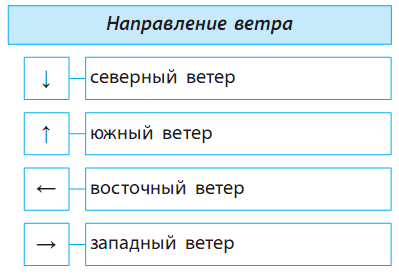 Направление ветра
↓ северный ветер
↑ южный ветер
← восточный ветер
→ западный ветер